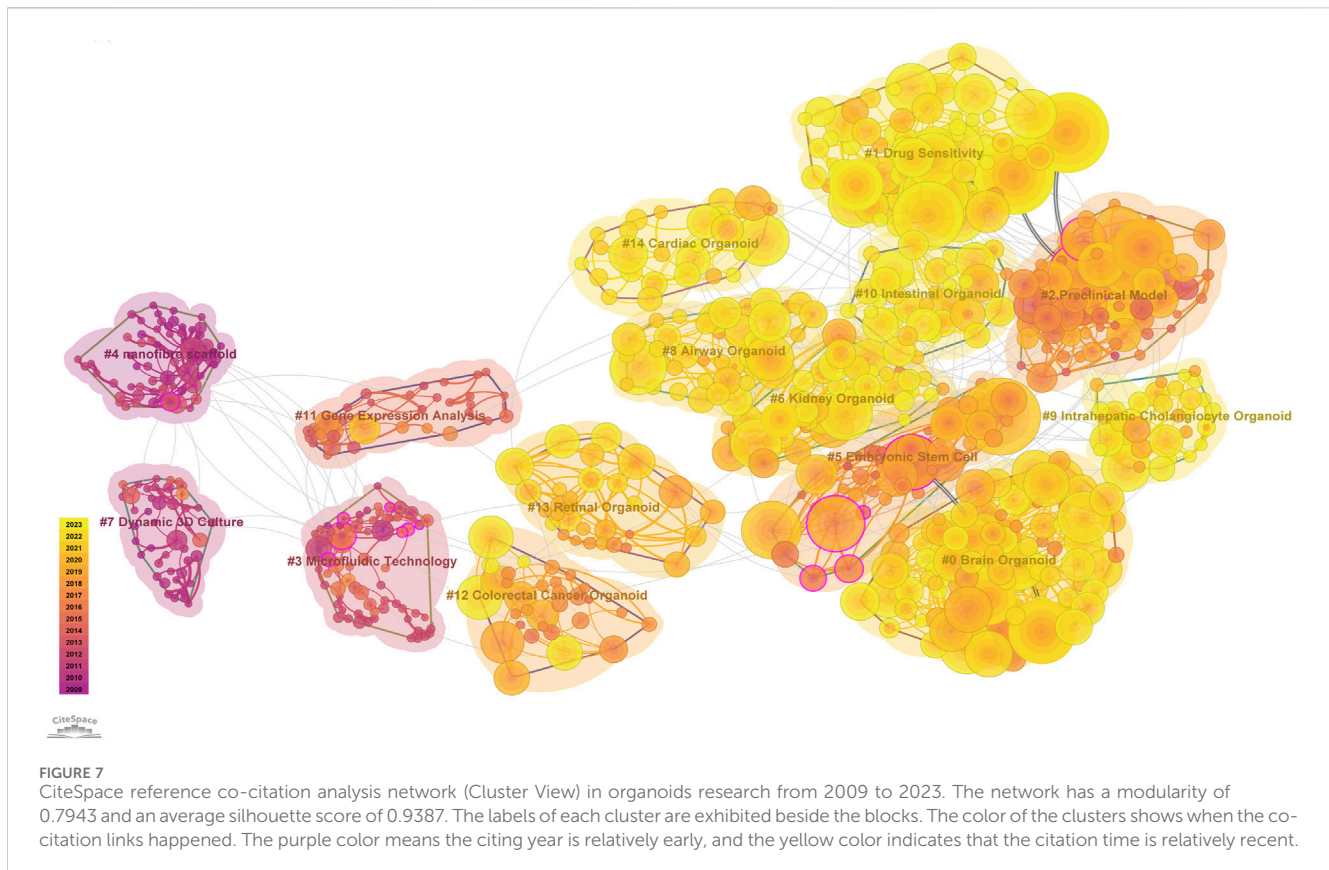 #1 Drug Sensitivity
#14 Cardiac Organoid
#10 Intestinal Organoid
#2 Preclinical Model
#4 nanofibre scaffold
#8 Airway Organoid
#6 Kidney Organoid
#11 Gene Expression Analysis
#9 Intrahepatic Cholangiocyte Organoid
#5 Embryonic Stem Cell
#13 Retinal Organoid
#7 Dynamic 3D Culture
#3 Microfluidic Technology
#0 Brain Organoid
#12 Colorectal Cancer Organoid
2023
2022
2021
2020
2019
2018
2017
2016
2015
2014
2013
2012
2011
2010
2009
CiteSpace
FIGURE 7
CiteSpace reference co-citation analysis network (Cluster View) in organoids research from 2009 to 2023. The network has a modularity of
0.7943 and an average silhouette score of 0.9387. The labels of each cluster are exhibited beside the blocks. The color of the clusters shows when the co-
citation links happened. The purple color means the citing year is relatively early, and the yellow color indicates that the citation time is relatively recent.